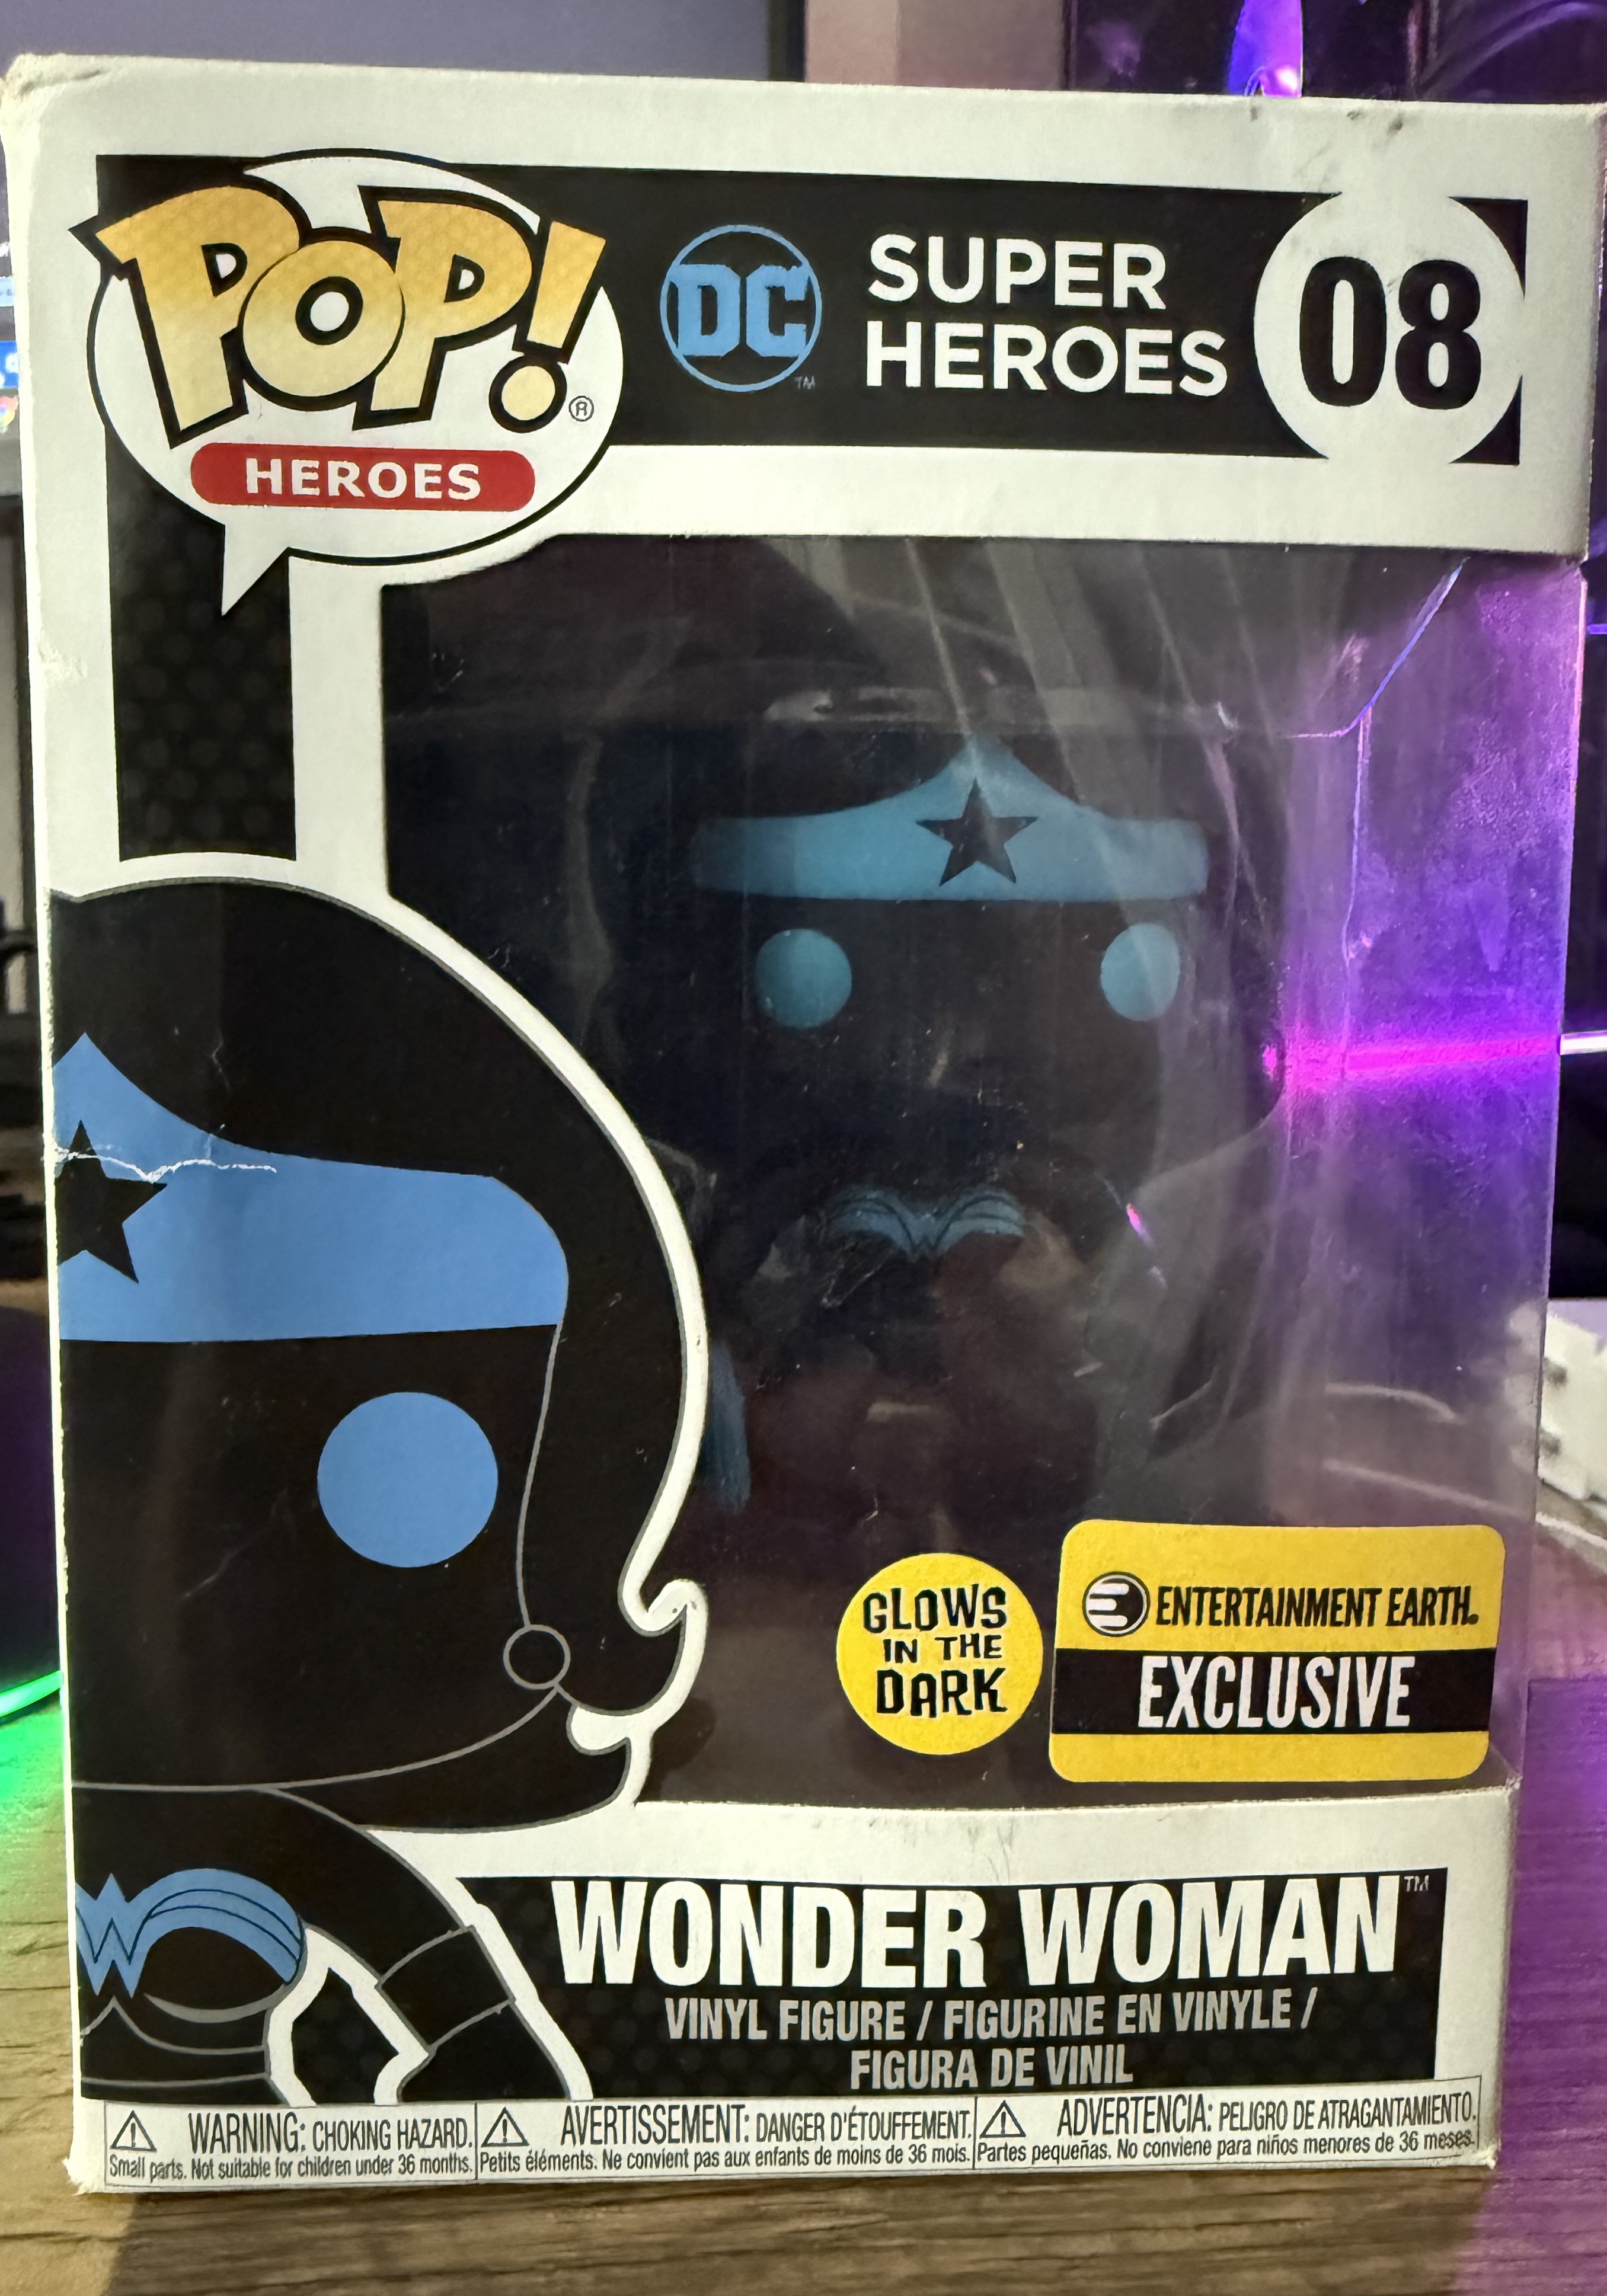 POP!®
HEROES
DC™
SUPER
HEROES
08
GLOWS
IN THE
DARK
ENTERTAINMENT EARTH.
EXCLUSIVE
W
WONDER WOMAN™
VINYL FIGURE / FIGURINE EN VINYLE /
FIGURA DE VINIL
WARNING: CHOKING HAZARD.
Small parts. Not suitable for children under 36 months.
AVERTISSEMENT: DANGER D'ÉTOUFFEMENT.
Petits éléments. Ne convient pas aux enfants de moins de 36 mois.
ADVERTENCIA: PELIGRO DE ATRAGANTAMIENTO.
Partes pequeñas. No conviene para niños menores de 36 meses.